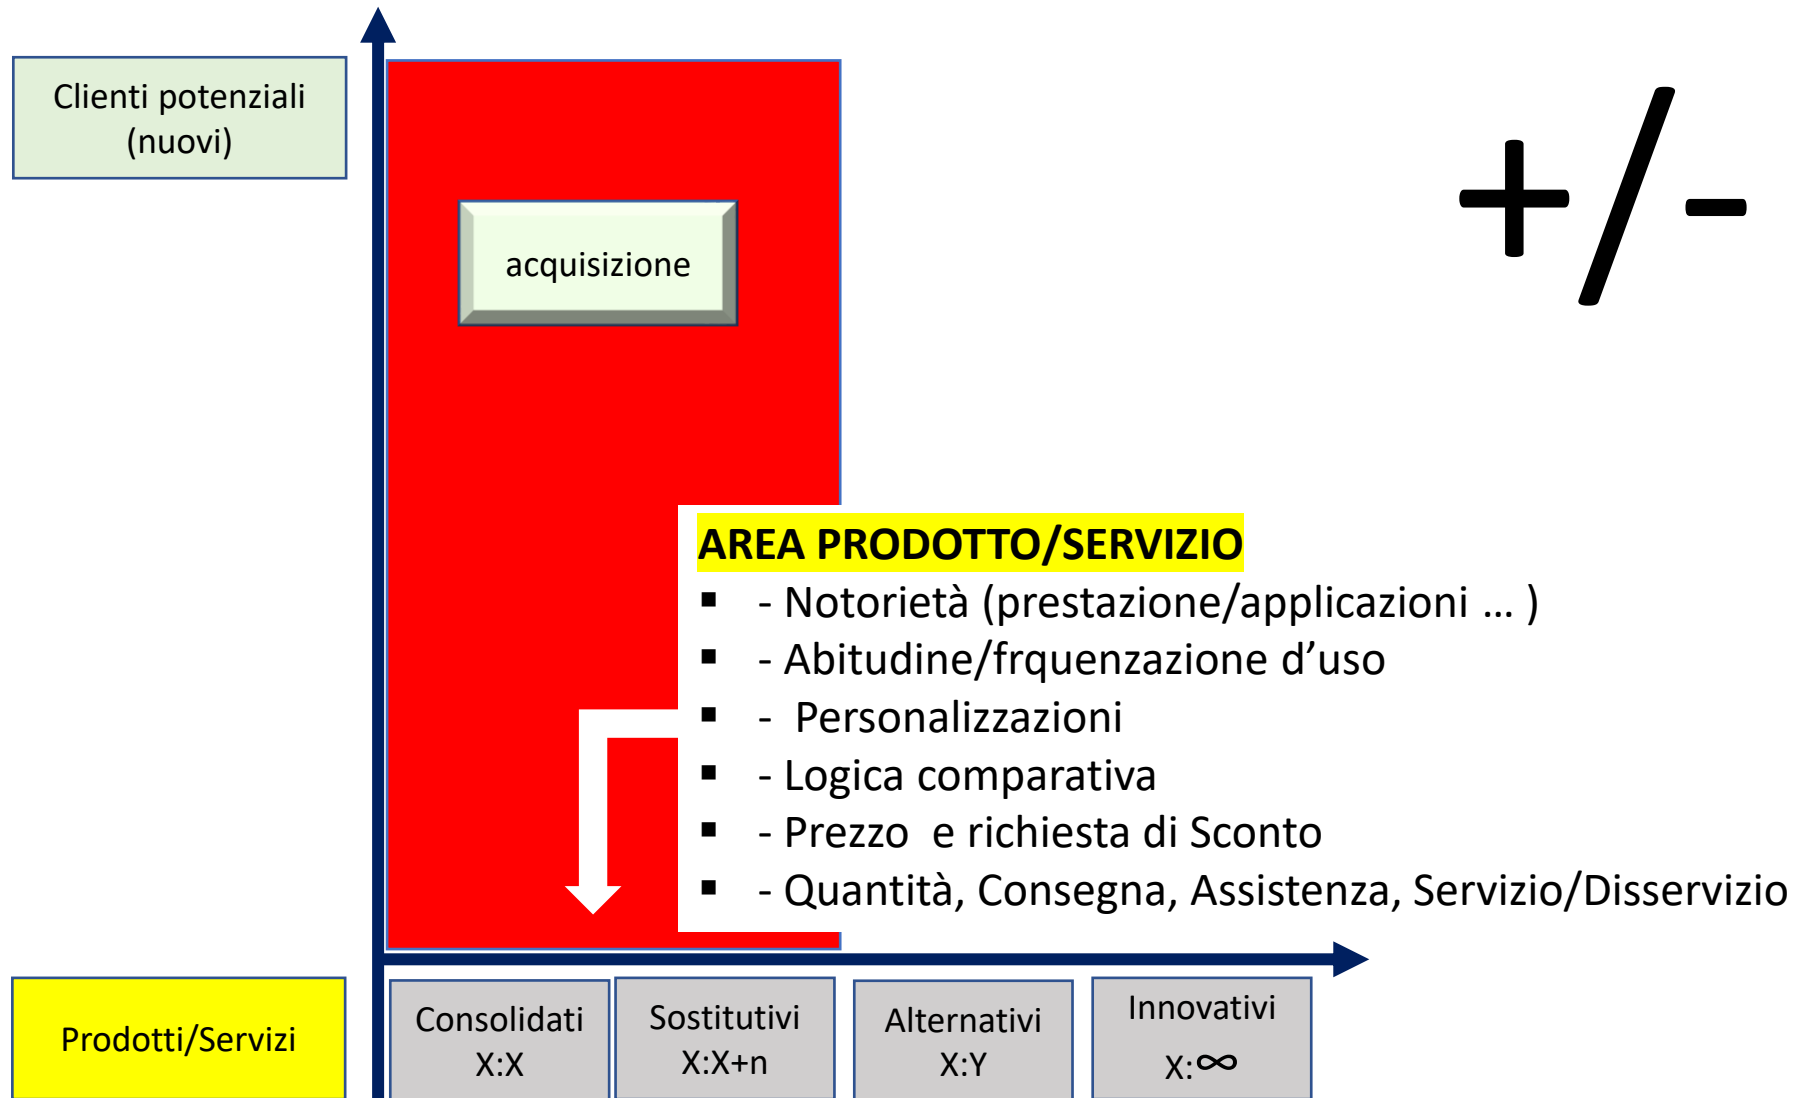 Clienti potenziali
(nuovi)
+/-
acquisizione
AREA PRODOTTO/SERVIZIO
▪ - Notorietà (prestazione/applicazioni … )
▪ - Abitudine/frquenzazione d’uso
▪ - Personalizzazioni
▪ - Logica comparativa
▪ - Prezzo e richiesta di Sconto
▪ - Quantità, Consegna, Assistenza, Servizio/Disservizio
Prodotti/Servizi
Consolidati
X:X
Sostitutivi
X:X+n
Alternativi
X:Y
Innovativi
X:∞